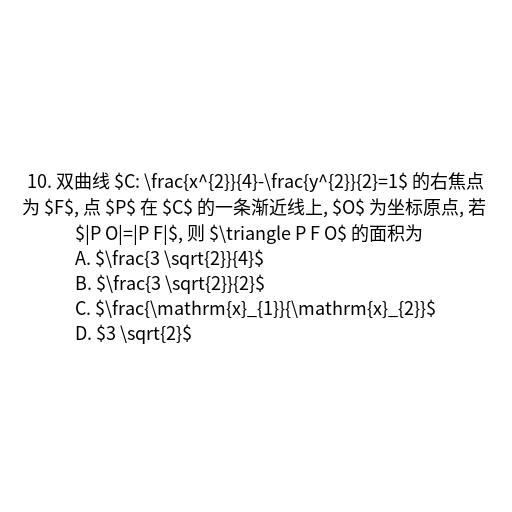 10. 双曲线 $C: \frac{x^{2}}{4}-\frac{y^{2}}{2}=1$ 的右焦点
为 $F$, 点 $P$ 在 $C$ 的一条渐近线上, $O$ 为坐标原点, 若
$|P O|=|P F|$, 则 $\triangle P F O$ 的面积为
A. $\frac{3 \sqrt{2}}{4}$
B. $\frac{3 \sqrt{2}}{2}$
C. $\frac{\mathrm{x}_{1}}{\mathrm{x}_{2}}$
D. $3 \sqrt{2}$